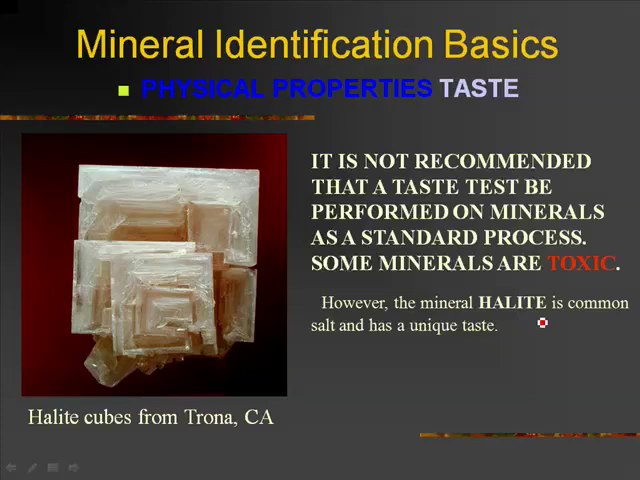 Mineral Identification Basics
PHYSICAL PROPERTIES TASTE
IT IS NOT RECOMMENDED
THAT A TASTE TEST BE
PERFORMED ON MINERALS
AS A STANDARD PROCESS.
SOME MINERALS ARE TOXIC.
However, the mineral HALITE is common
salt and has a unique taste.
Halite cubes from Trona, CA